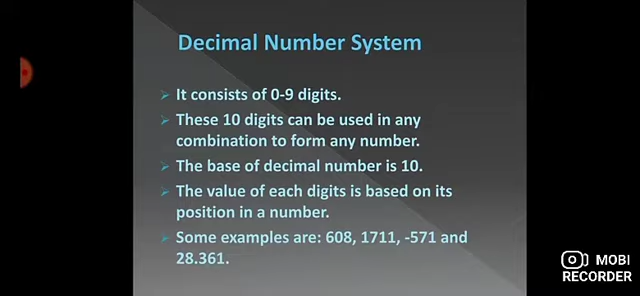 Decimal Number System
➢ It consists of 0-9 digits.
➢ These 10 digits can be used in any
combination to form any number.
➢ The base of decimal number is 10.
➢ The value of each digits is based on its
position in a number.
➢ Some examples are: 608, 1711, -571 and
28.361.
MOBI
RECORDER